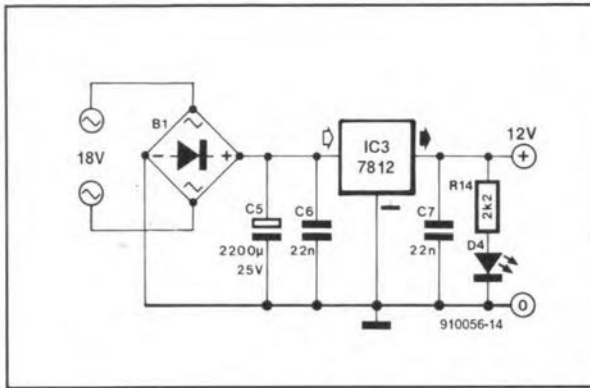 B1
18V
C5
2200µ
25V
C6
22n
IC3
7812
C7
22n
12V
+
R14
2k2
D4
0
910056-14